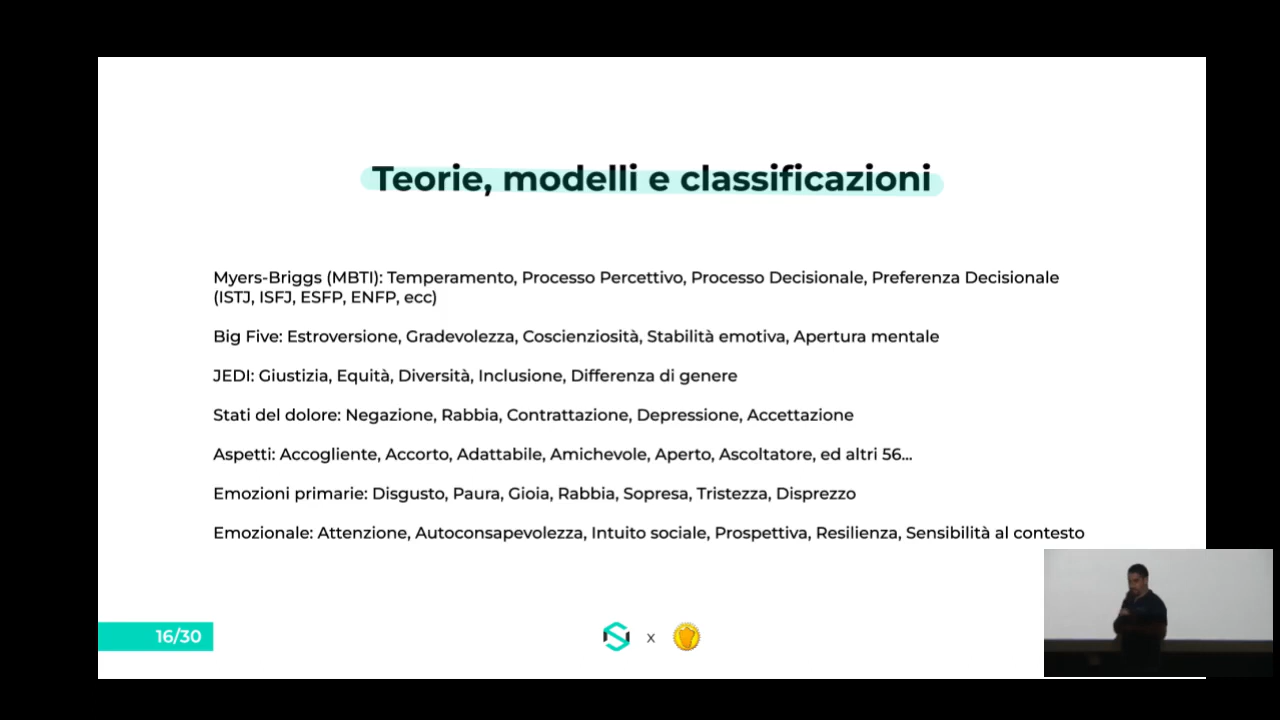 Teorie, modelli e classificazioni
Myers-Briggs (MBTI): Temperamento, Processo Percettivo, Processo Decisionale, Preferenza Decisionale
(ISTJ, ISFJ, ESFP, ENFP, ecc)
Big Five: Estroversione, Gradevolezza, Coscienziosità, Stabilità emotiva, Apertura mentale
JEDI: Giustizia, Equità, Diversità, Inclusione, Differenza di genere
Stati del dolore: Negazione, Rabbia, Contrattazione, Depressione, Accettazione
Aspetti: Accogliente, Accorto, Adattabile, Amichevole, Aperto, Ascoltatore, ed altri 56...
Emozioni primarie: Disgusto, Paura, Gioia, Rabbia, Sopresa, Tristezza, Disprezzo
Emozionale: Attenzione, Autoconsapevolezza, Intuito sociale, Prospettiva, Resilienza, Sensibilità al contesto
16/30
x